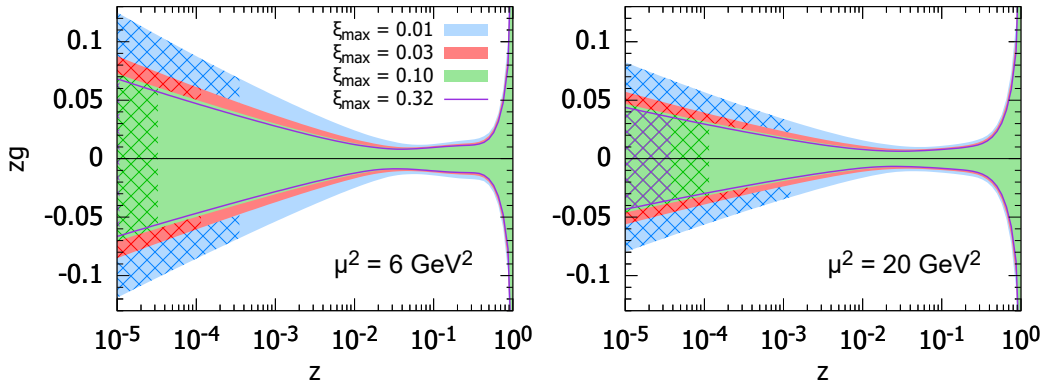 zg
0.1
0.05
0
-0.05
-0.1
ξmax = 0.01
ξmax = 0.03
ξmax = 0.10
ξmax = 0.32
μ² = 6 GeV²
10⁻⁵ 10⁻⁴ 10⁻³ 10⁻² 10⁻¹ 10⁰
z
0.1
0.05
0
-0.05
-0.1
μ² = 20 GeV²
10⁻⁵ 10⁻⁴ 10⁻³ 10⁻² 10⁻¹ 10⁰
z